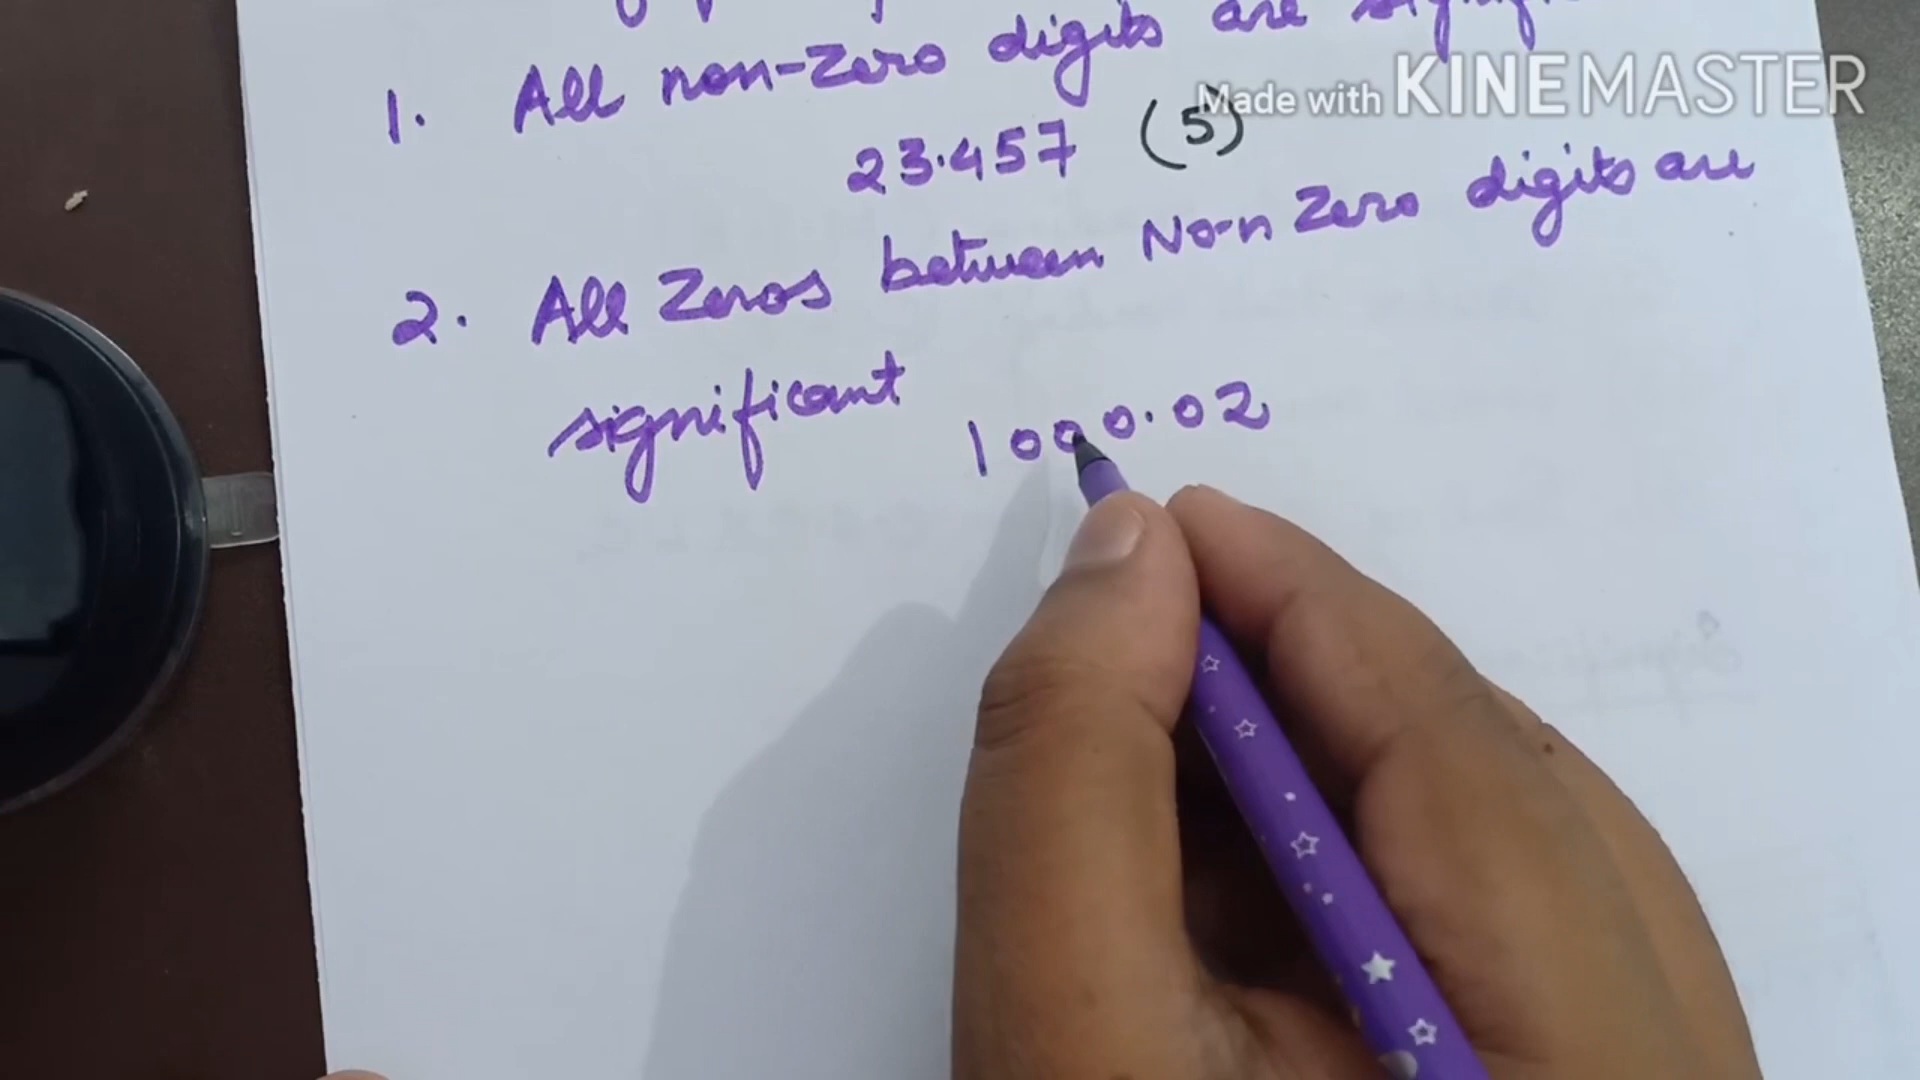 1. All non-zero digits are
Made with KINEMASTER
23.457 (5)
2. All Zeros between Non Zero digits are
significant
1000.02